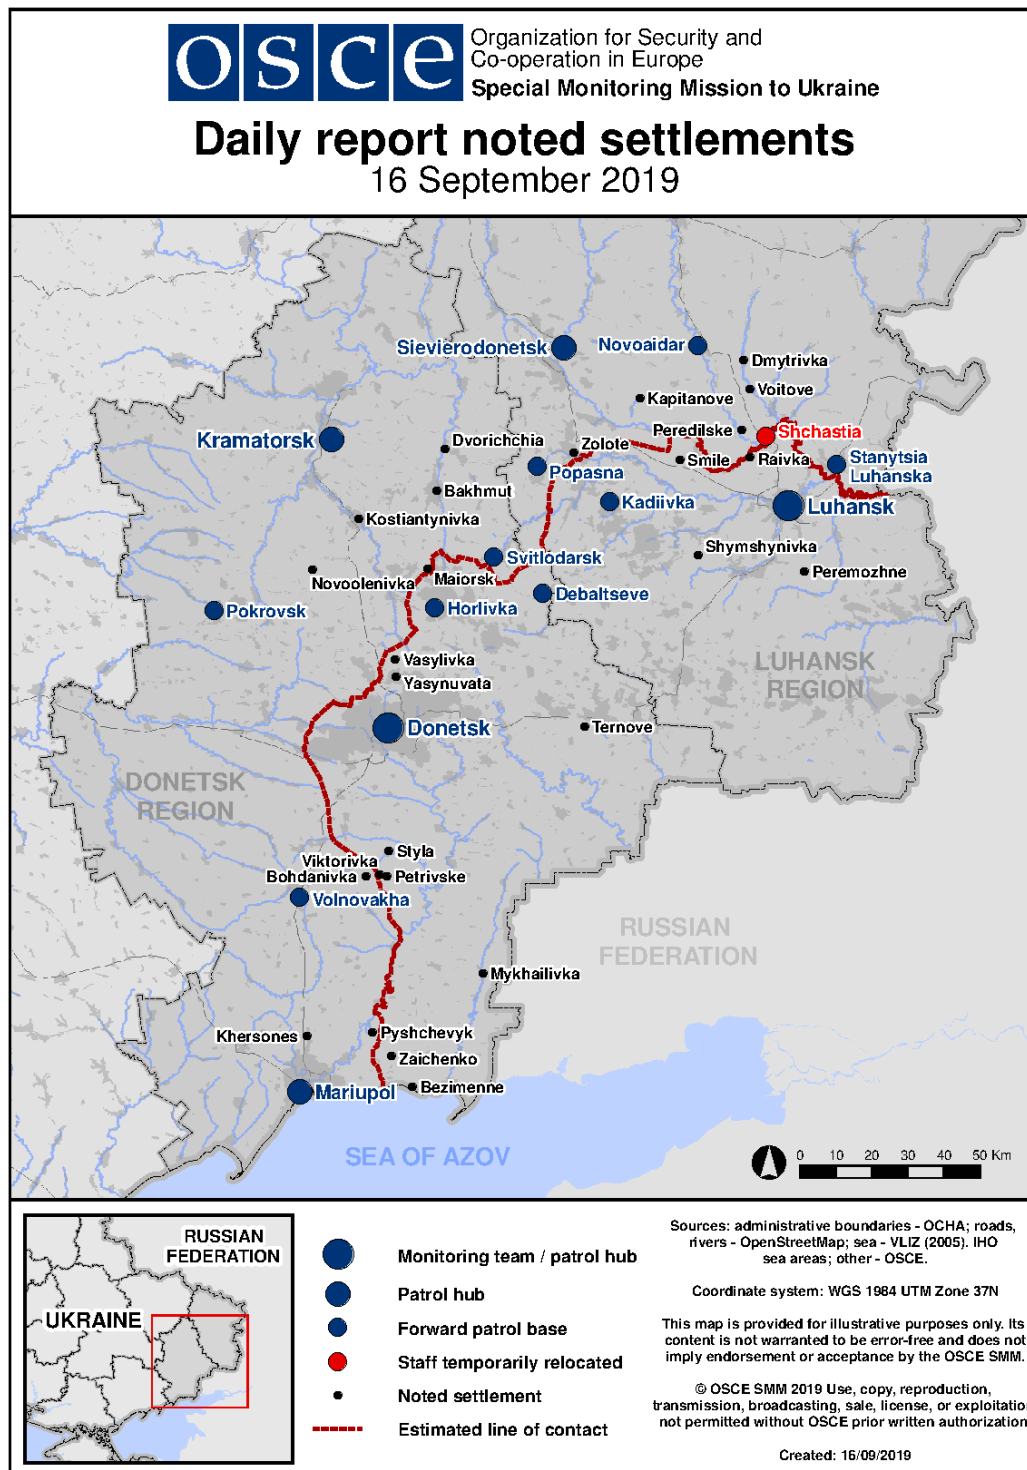 osce
Organization for Security and
Co-operation in Europe
Special Monitoring Mission to Ukraine
Daily report noted settlements
16 September 2019
Sievierodonetsk
Novoaidar
Dmytrivka
Voitove
Kapitanove
Kramatorsk
Dvorichchia
Zolote
Peredilske
Shchastia
Smile
Raivka
Stanytsia
Luhanska
Popasna
Bakhmut
Kadiivka
Luhansk
Kostiantynivka
Svitlodarsk
Shymshynivka
Novoolenivka
Maiorsk
Peremozhne
Pokrovsk
Horlivka
Debaltseve
Vasylivka
Yasynuvata
LUHANSK
REGION
Donetsk
Ternove
DONETSK
REGION
Styla
Viktorivka
Bohdanivka
Petrivske
Volnovakha
RUSSIAN
FEDERATION
Mykhailivka
Khersones
Pyshchevyk
Zaichenko
Mariupol
Bezimenne
SEA OF AZOV
0 10 20 30 40 50 Km
RUSSIAN
FEDERATION
UKRAINE
Monitoring team / patrol hub
Patrol hub
Forward patrol base
Staff temporarily relocated
Noted settlement
Estimated line of contact
Sources: administrative boundaries - OCHA; roads,
rivers - OpenStreetMap; sea - VLIZ (2005). IHO
sea areas; other - OSCE.
Coordinate system: WGS 1984 UTM Zone 37N
This map is provided for illustrative purposes only. Its
content is not warranted to be error-free and does not
imply endorsement or acceptance by the OSCE SMM.
© OSCE SMM 2019 Use, copy, reproduction,
transmission, broadcasting, sale, license, or exploitation
not permitted without OSCE prior written authorization
Created: 16/09/2019